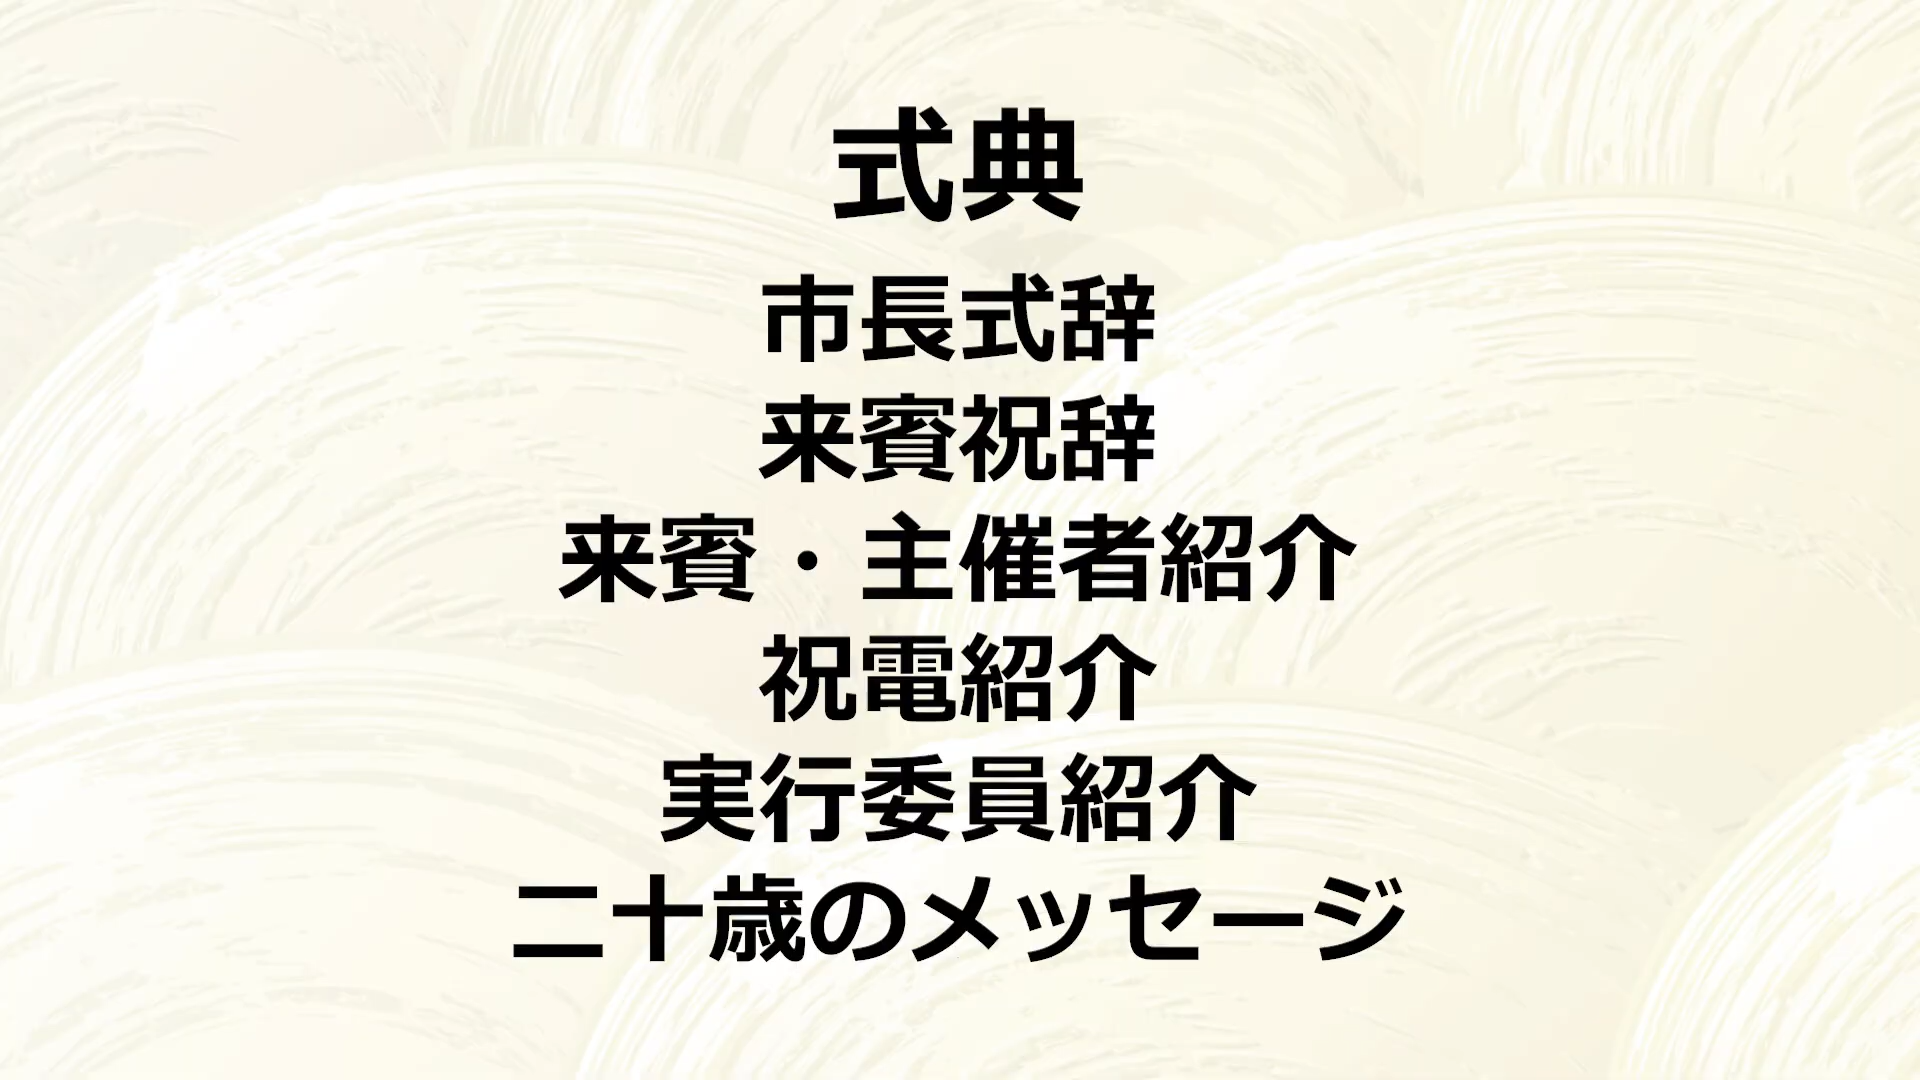 式典
市長式辞
来賓祝辞
来賓・主催者紹介
祝電紹介
実行委員紹介
二十歳のメッセージ